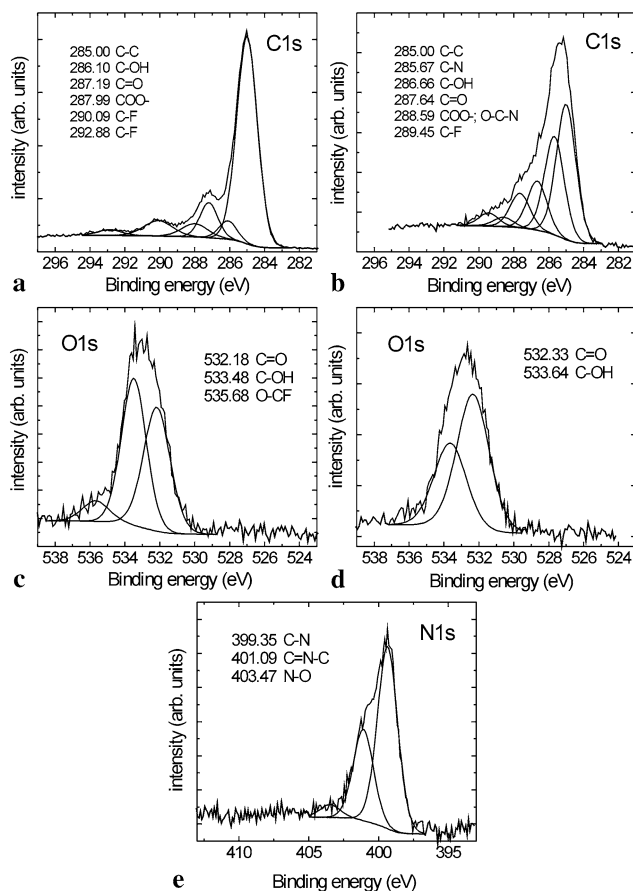 C1s
285.00 C-C
286.10 C-OH
287.19 C=O
287.99 COO-
290.09 C-F
292.88 C-F
intensity (arb. units)
296 294 292 290 288 286 284 282
Binding energy (eV)
a
C1s
285.00 C-C
285.67 C-N
286.66 C-OH
287.64 C=O
288.59 COO-; O-C-N
289.45 C-F
intensity (arb. units)
296 294 292 290 288 286 284 282
Binding energy (eV)
b
O1s
532.18 C=O
533.48 C-OH
535.68 O-CF
intensity (arb. units)
538 536 534 532 530 528 526 524
Binding energy (eV)
c
O1s
532.33 C=O
533.64 C-OH
intensity (arb. units)
538 536 534 532 530 528 526 524
Binding energy (eV)
d
N1s
399.35 C-N
401.09 C=N-C
403.47 N-O
intensity (arb. units)
410 405 400 395
Binding energy (eV)
e